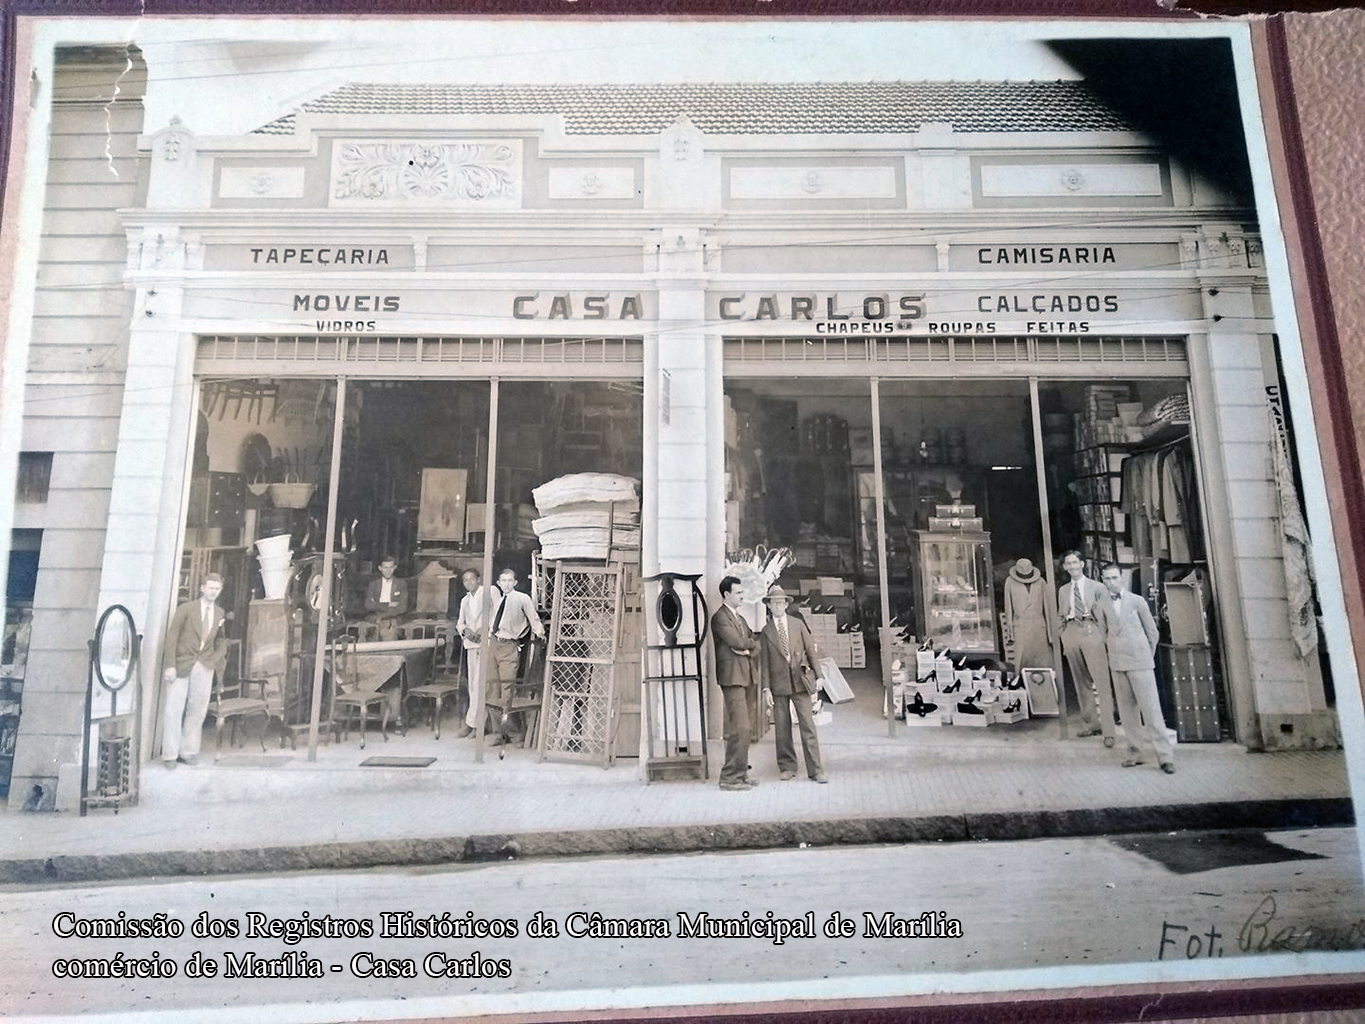 TAPEÇARIA
CAMISARIA
MOVEIS
CASA CARLOS
CALÇADOS
VIDROS
CHAPEUS ROUPAS FEITAS
Fot.
Comissão dos Registros Históricos da Câmara Municipal de Marília
comércio de Marília - Casa Carlos